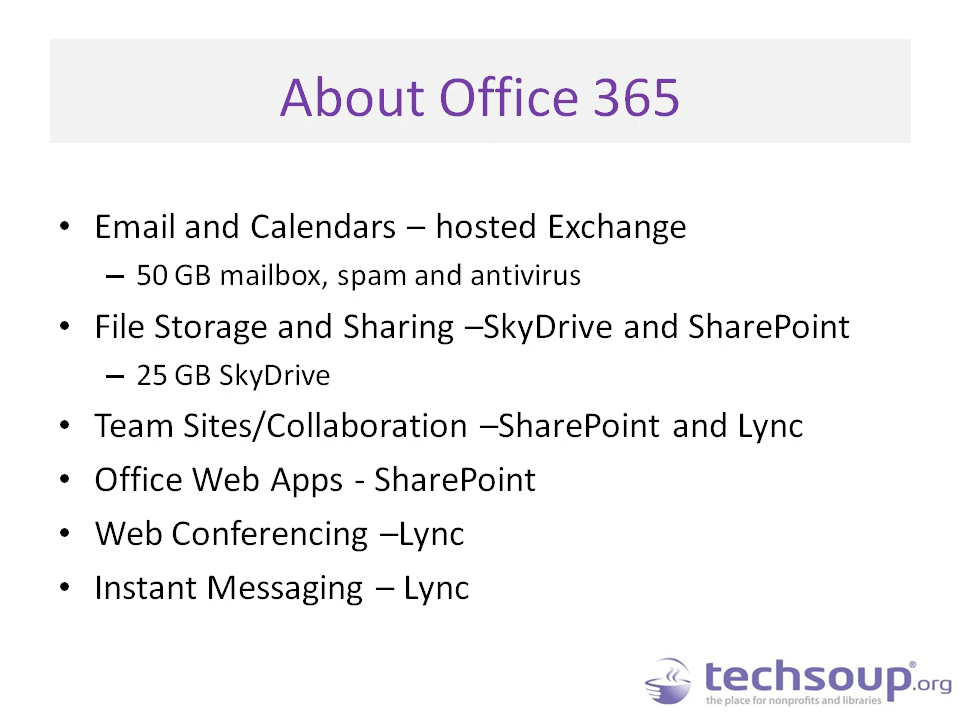 About Office 365
• Email and Calendars – hosted Exchange
– 50 GB mailbox, spam and antivirus
• File Storage and Sharing –SkyDrive and SharePoint
– 25 GB SkyDrive
• Team Sites/Collaboration –SharePoint and Lync
• Office Web Apps - SharePoint
• Web Conferencing –Lync
• Instant Messaging – Lync
techsoup®.org
the place for nonprofits and libraries